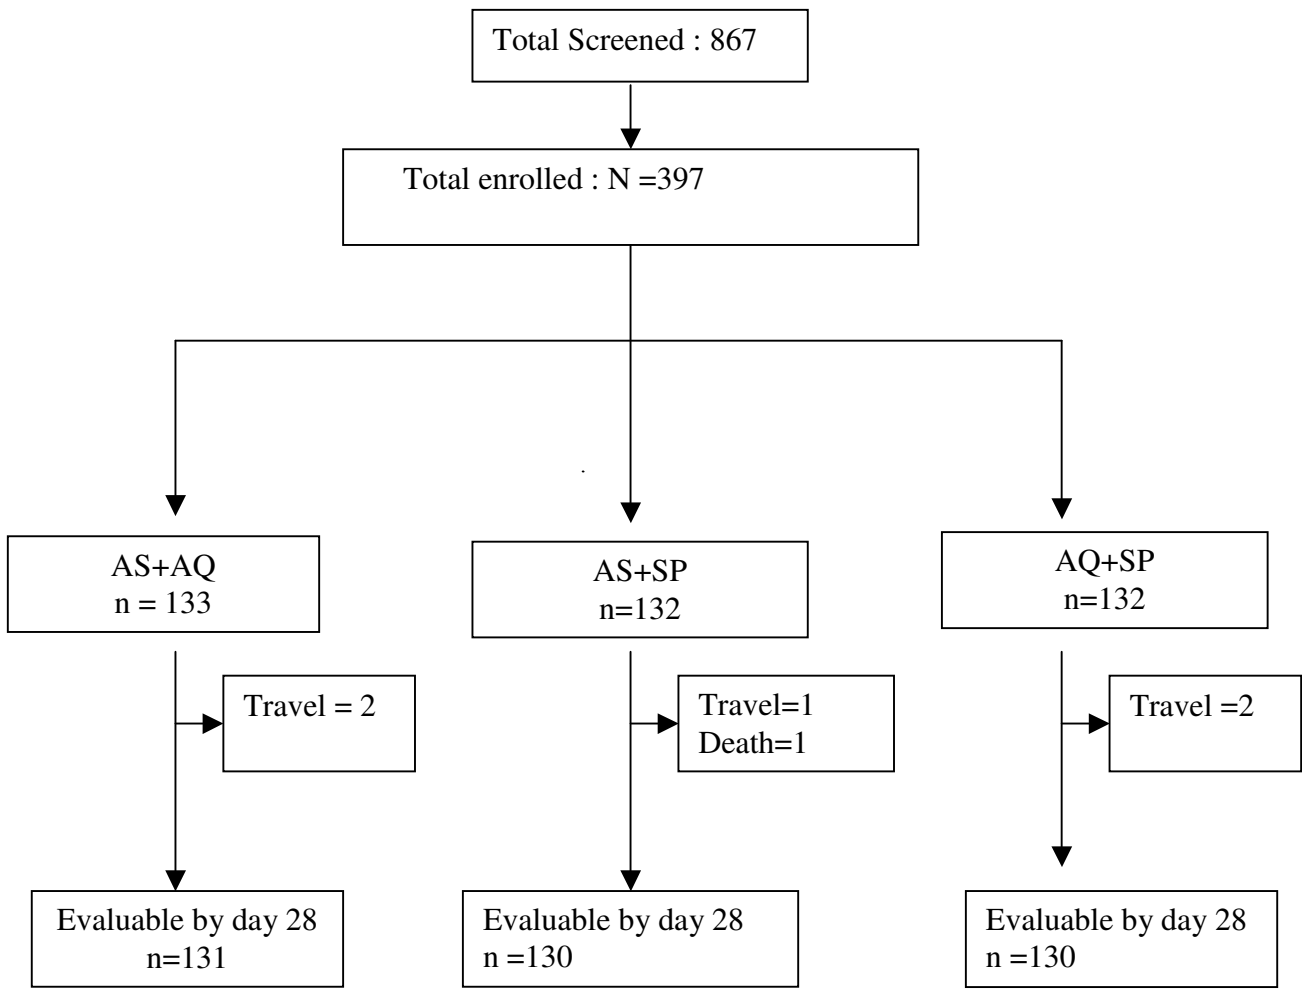 Total Screened : 867
Total enrolled : N =397
AS+AQ
n = 133
AS+SP
n=132
AQ+SP
n=132
Travel = 2
Travel=1
Death=1
Travel =2
Evaluable by day 28
n=131
Evaluable by day 28
n =130
Evaluable by day 28
n =130